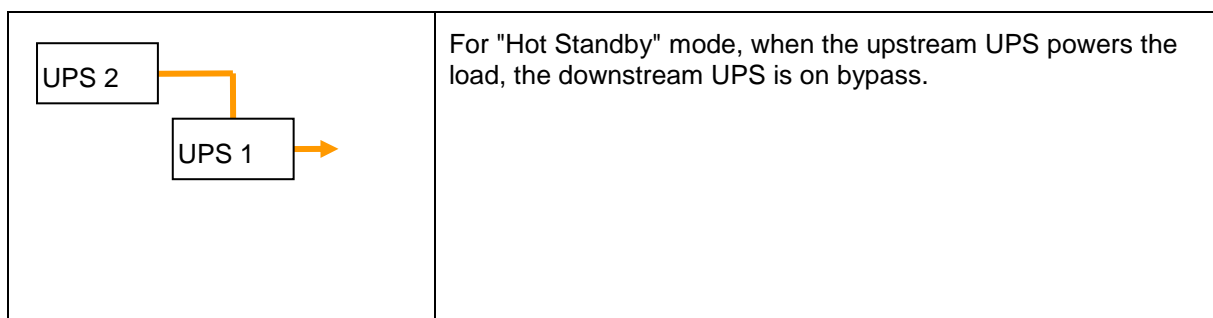 UPS 2
UPS 1
For "Hot Standby" mode, when the upstream UPS powers the
load, the downstream UPS is on bypass.